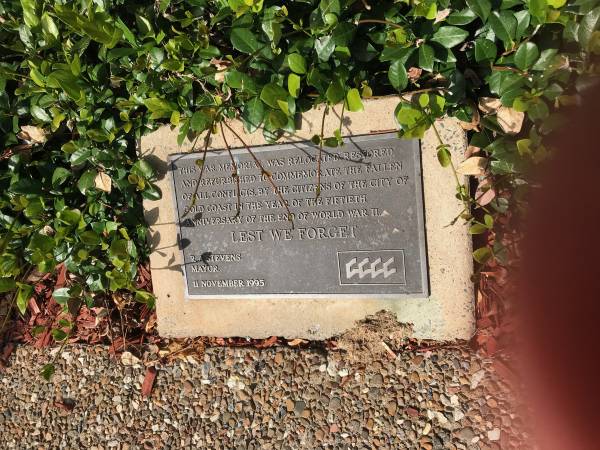 THIS WAR MEMORIAL WAS RELOCATED, RESTORED
AND REFURBISHED TO COMMEMORATE THE FALLEN
OF ALL CONFLICTS, BY THE CITIZENS OF THE CITY OF
GOLD COAST IN THE YEAR OF THE FIFTIETH
ANNIVERSARY OF THE END OF WORLD WAR II.
LEST WE FORGET
STEVENS
MAYOR
11 NOVEMBER 1995